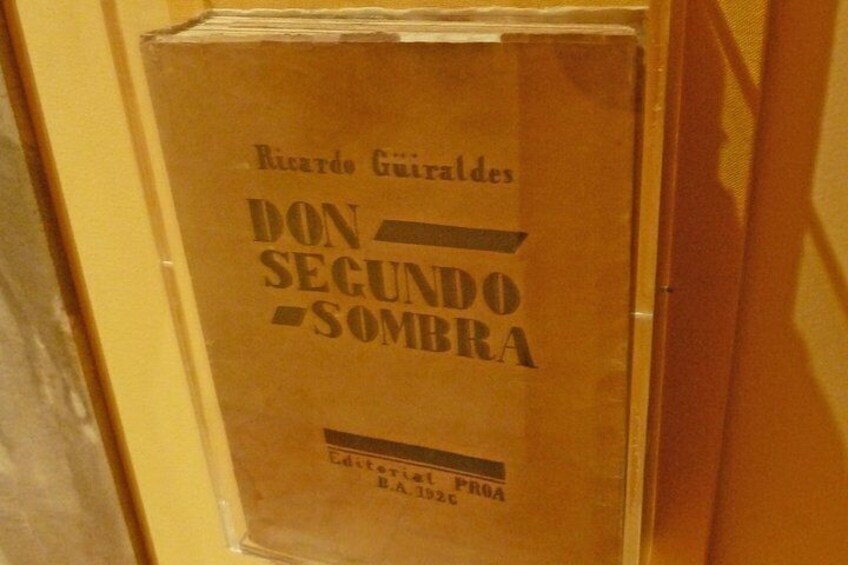 Ricardo Güiraldes
DON
SEGUNDO
SOMBRA
Editorial PROA
B.A. 1926